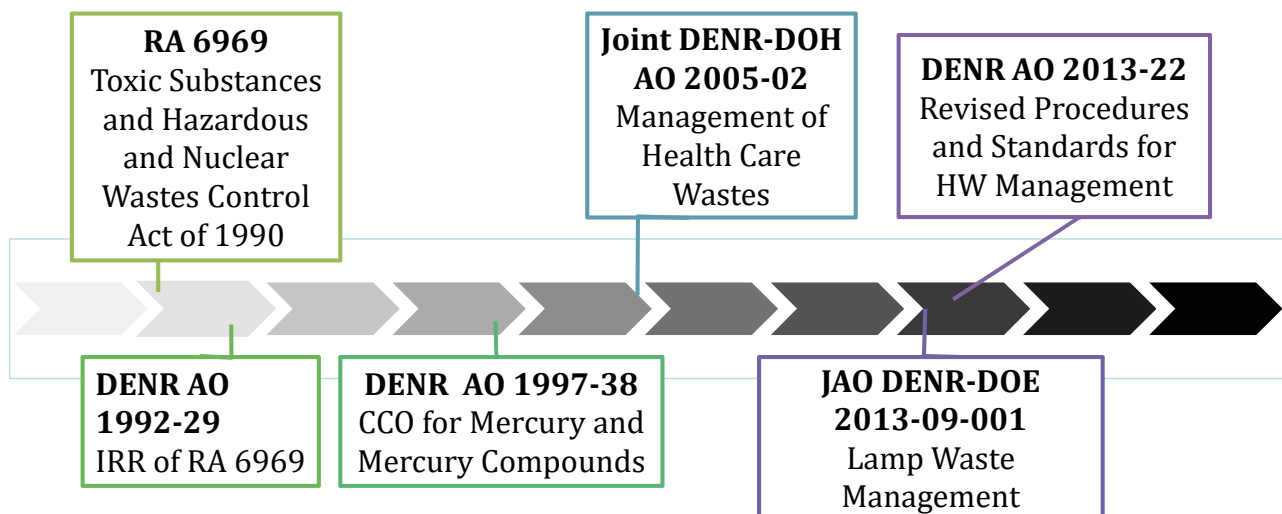 RA 6969
Toxic Substances
and Hazardous
and Nuclear
Wastes Control
Act of 1990
Joint DENR-DOH
AO 2005-02
Management of
Health Care
Wastes
DENR AO 2013-22
Revised Procedures
and Standards for
HW Management
DENR AO
1992-29
IRR of RA 6969
DENR  AO 1997-38
CCO for Mercury and
Mercury Compounds
JAO DENR-DOE
2013-09-001
Lamp Waste
Management